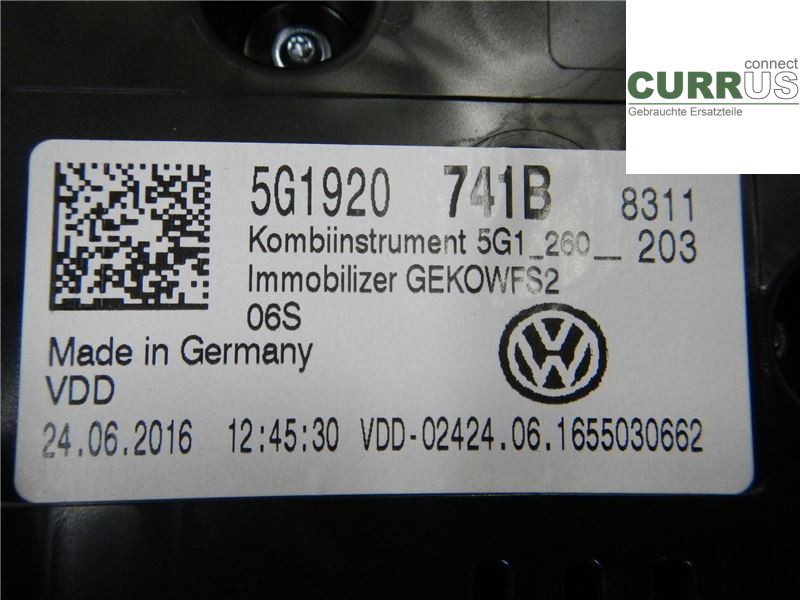 connect
CURRUS
Gebrauchte Ersatzteile
5G1920 741B 8311
Kombiinstrument 5G1_260__ 203
Immobilizer GEKOWFS2
06S
Made in Germany
VDD
24.06.2016 12:45:30 VDD-02424.06.1655030662
VW